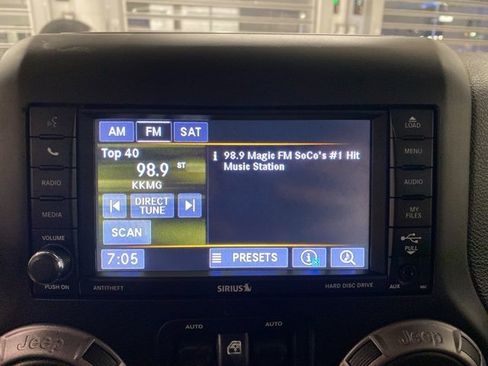 AM FM SAT
Top 40
98.9 ST
KKMG
DIRECT
TUNE
SCAN
i 98.9 Magic FM SoCo's #1 Hit
Music Station
7:05
PRESETS
i
RADIO
MEDIA
VOLUME
PUSH ON
ANTITHEFT
SIRIUS
HARD DISC DRIVE
LOAD
MENU
AUDIO
MY
FILES
PULL
AUX
AUTO
AUTO
Jeep
Jeep